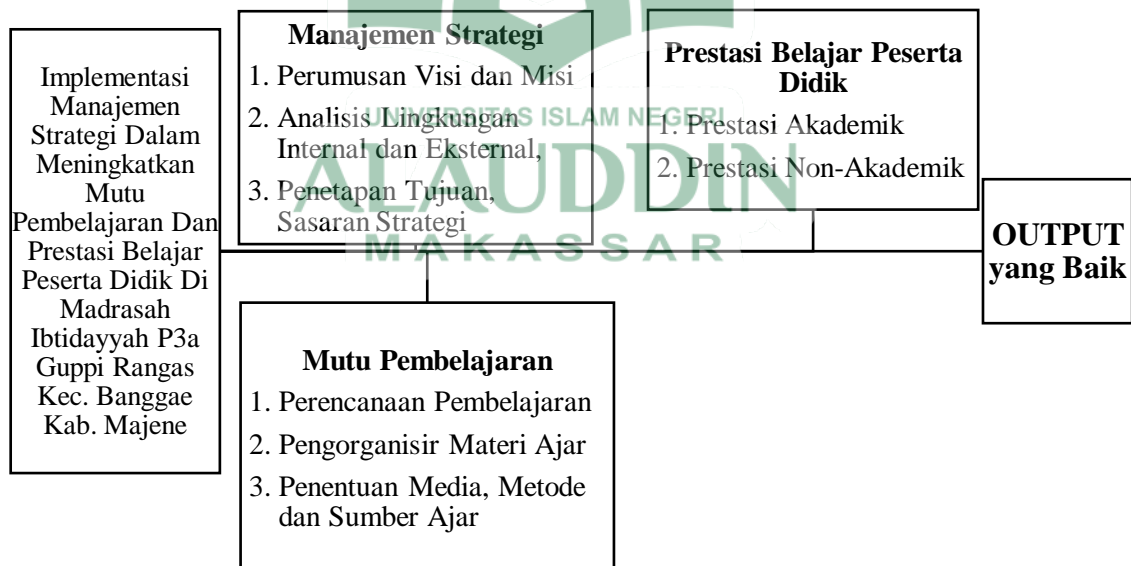 Implementasi
Manajemen
Strategi Dalam
Meningkatkan
Mutu
Pembelajaran Dan
Prestasi Belajar
Peserta Didik Di
Madrasah
Ibtidayyah P3a
Guppi Rangas
Kec. Banggae
Kab. Majene
Manajemen Strategi
1. Perumusan Visi dan Misi
2. Analisis Lingkungan
Internal dan Eksternal,
3. Penetapan Tujuan,
Sasaran Strategi
Mutu Pembelajaran
1. Perencanaan Pembelajaran
2. Pengorganisir Materi Ajar
3. Penentuan Media, Metode
dan Sumber Ajar
Prestasi Belajar Peserta
Didik
1. Prestasi Akademik
2. Prestasi Non-Akademik
OUTPUT
yang Baik
UNIVERSITAS ISLAM NEGERI
ALAUDDIN
MAKASSAR